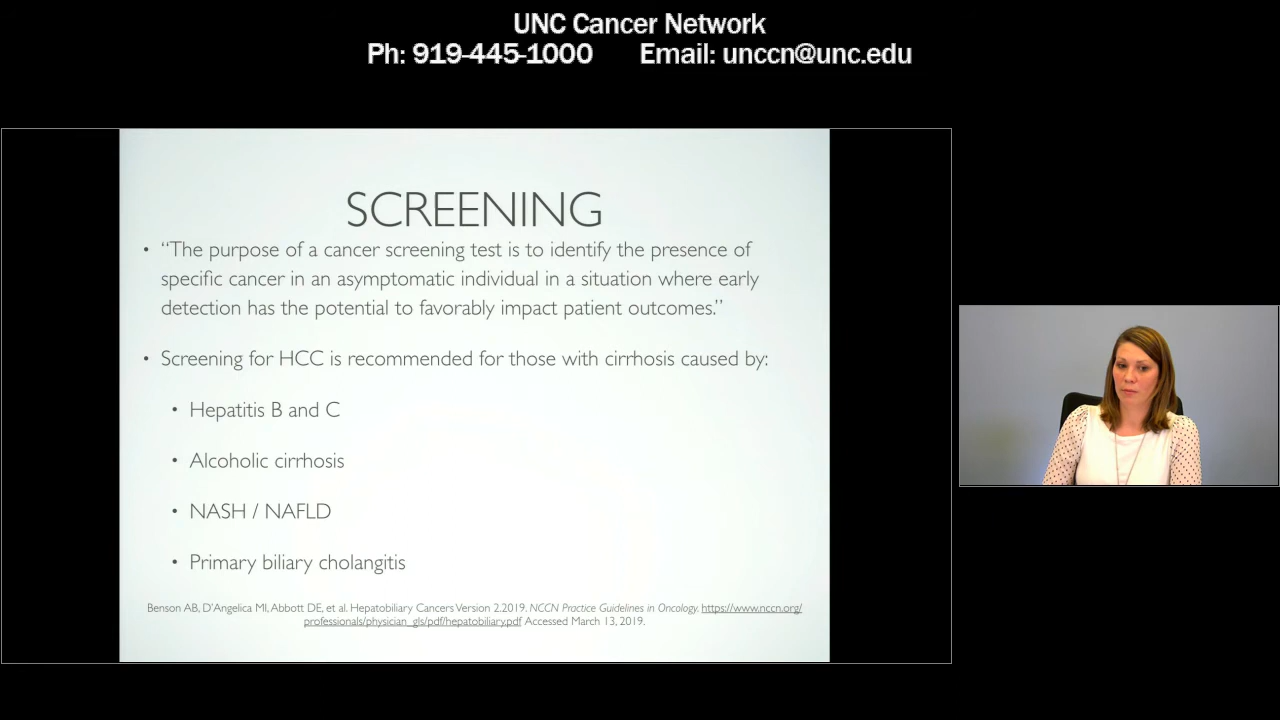 UNC Cancer Network
Ph: 919-445-1000 Email: unccn@unc.edu
SCREENING
• “The purpose of a cancer screening test is to identify the presence of
specific cancer in an asymptomatic individual in a situation where early
detection has the potential to favorably impact patient outcomes.”
• Screening for HCC is recommended for those with cirrhosis caused by:
• Hepatitis B and C
• Alcoholic cirrhosis
• NASH / NAFLD
• Primary biliary cholangitis
Benson AB, D’Angelica MI, Abbott DE, et al. Hepatobiliary Cancers Version 2.2019. NCCN Practice Guidelines in Oncology. https://www.nccn.org/
professionals/physician_gls/pdf/hepatobiliary.pdf Accessed March 13, 2019.